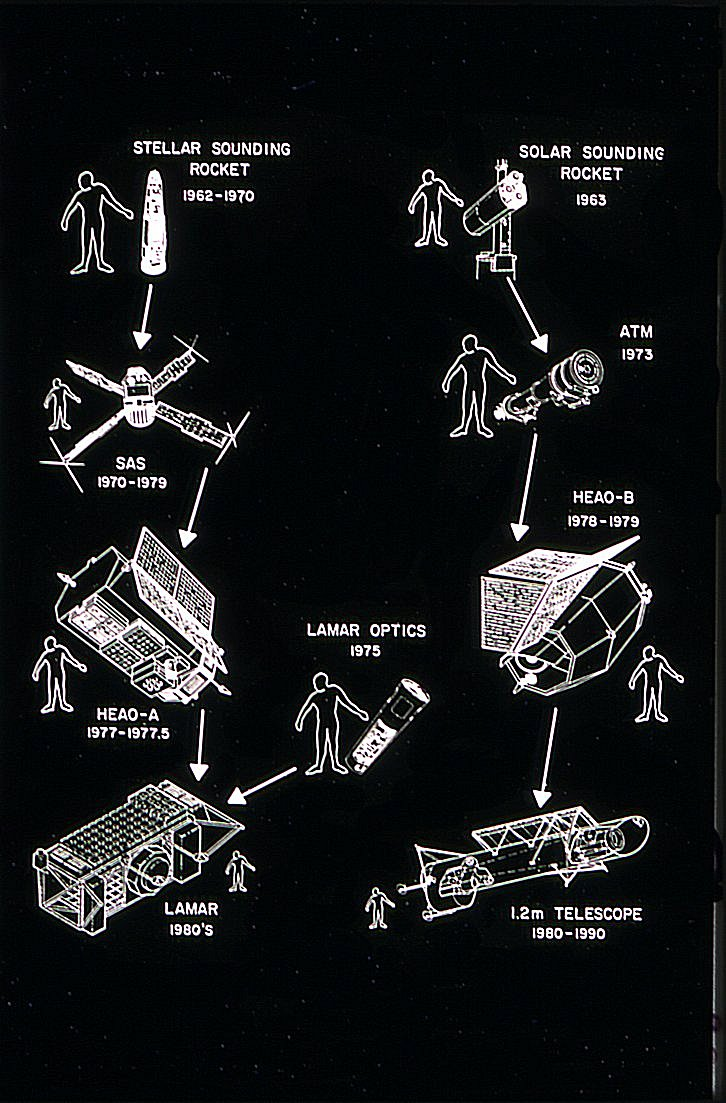 STELLAR SOUNDING
ROCKET
1962-1970
SOLAR SOUNDING
ROCKET
1963
ATM
1973
SAS
1970-1979
HEAO-B
1978-1979
LAMAR OPTICS
1975
HEAO-A
1977-1977.5
LAMAR
1980'S
1.2m TELESCOPE
1980-1990